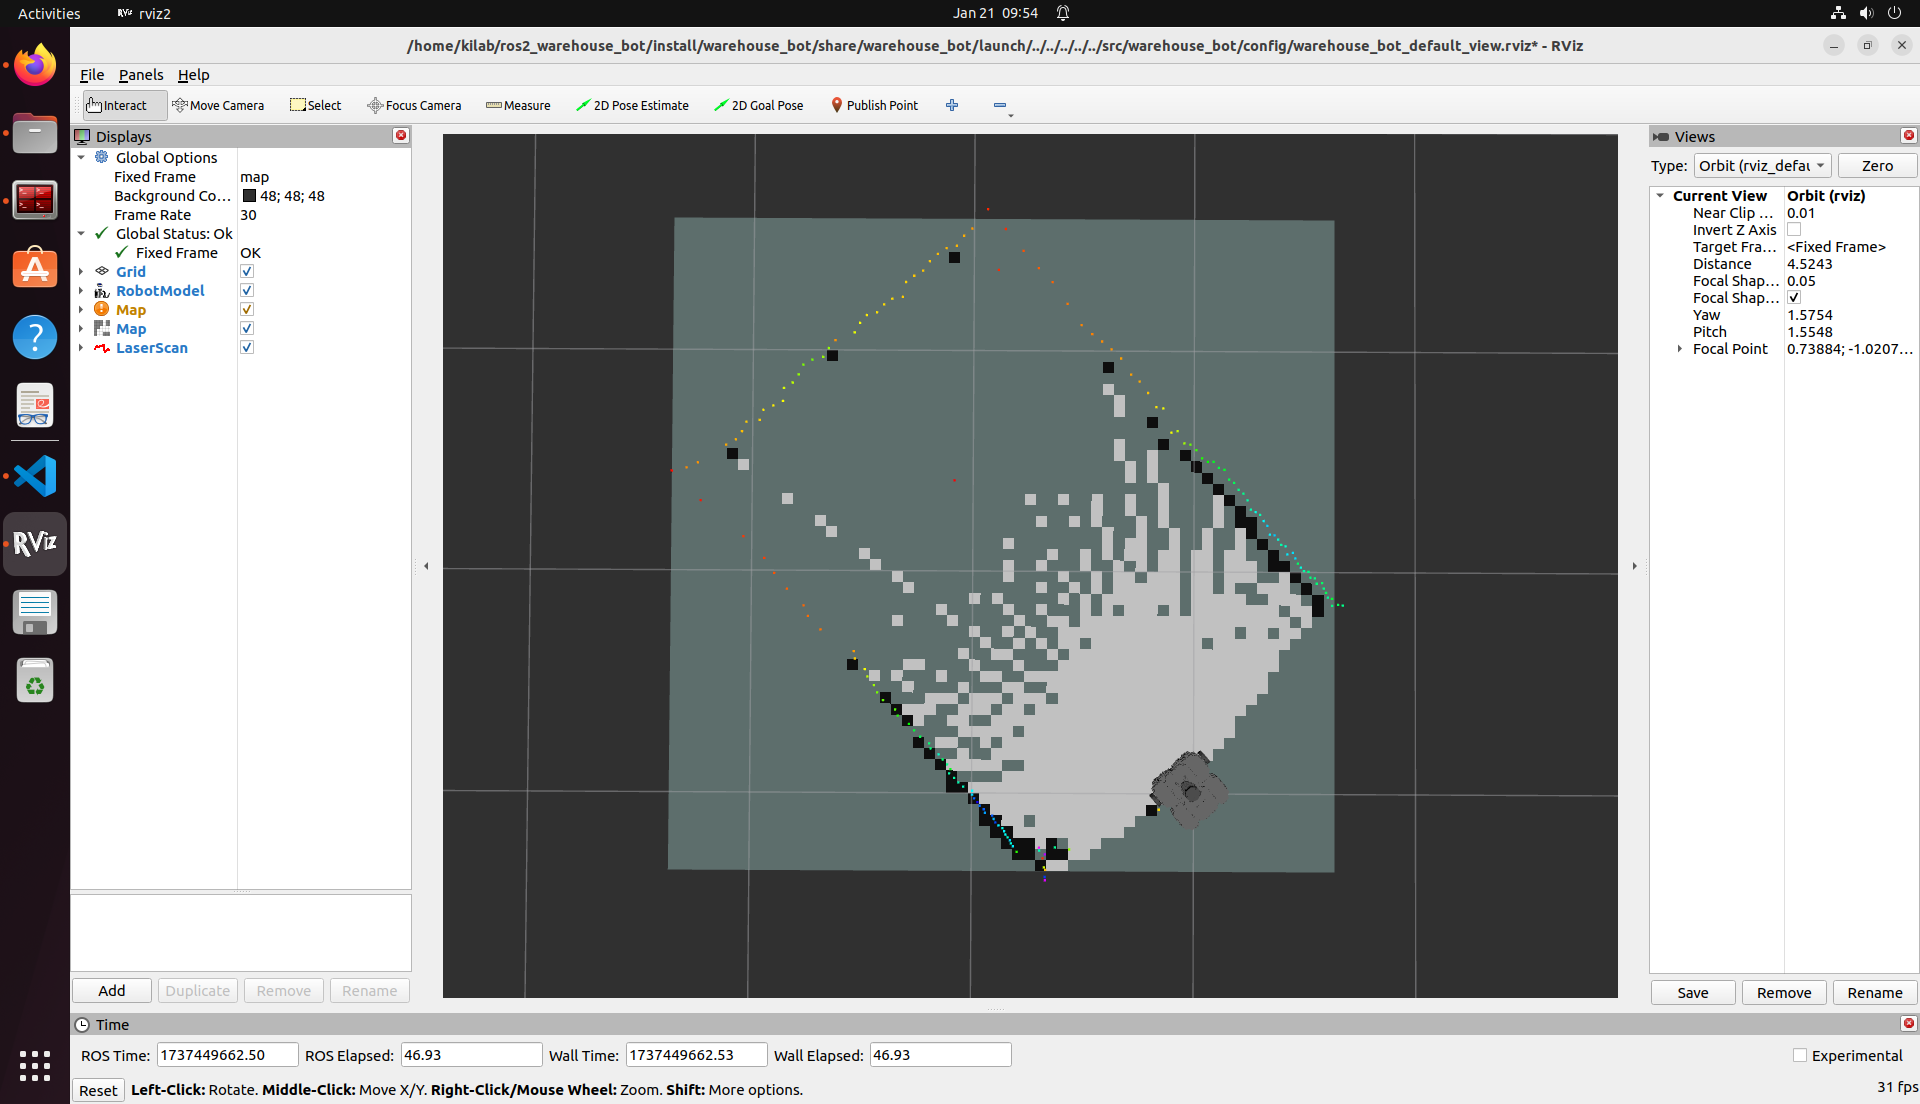 Activities rviz2 Jan 21 09:54
/home/kilab/ros2_warehouse_bot/install/warehouse_bot/share/warehouse_bot/launch/../../../../../src/warehouse_bot/config/warehouse_bot_default_view.rviz* - RViz
File Panels Help
Interact Move Camera Select Focus Camera Measure 2D Pose Estimate 2D Goal Pose Publish Point
Displays
Global Options
Fixed Frame map
Background Co... 48; 48; 48
Frame Rate 30
Global Status: Ok
Fixed Frame OK
Grid
RobotModel
Map
Map
LaserScan
Add Duplicate Remove Rename
Views
Type: Orbit (rviz_defau Zero
Current View Orbit (rviz)
Near Clip ... 0.01
Invert Z Axis
Target Fra... <Fixed Frame>
Distance 4.5243
Focal Shap... 0.05
Focal Shap...
Yaw 1.5754
Pitch 1.5548
Focal Point 0.73884; -1.0207...
Save Remove Rename
RViz
Time
ROS Time: 1737449662.50 ROS Elapsed: 46.93 Wall Time: 1737449662.53 Wall Elapsed: 46.93 Experimental
Reset Left-Click: Rotate. Middle-Click: Move X/Y. Right-Click/Mouse Wheel: Zoom. Shift: More options. 31 fps